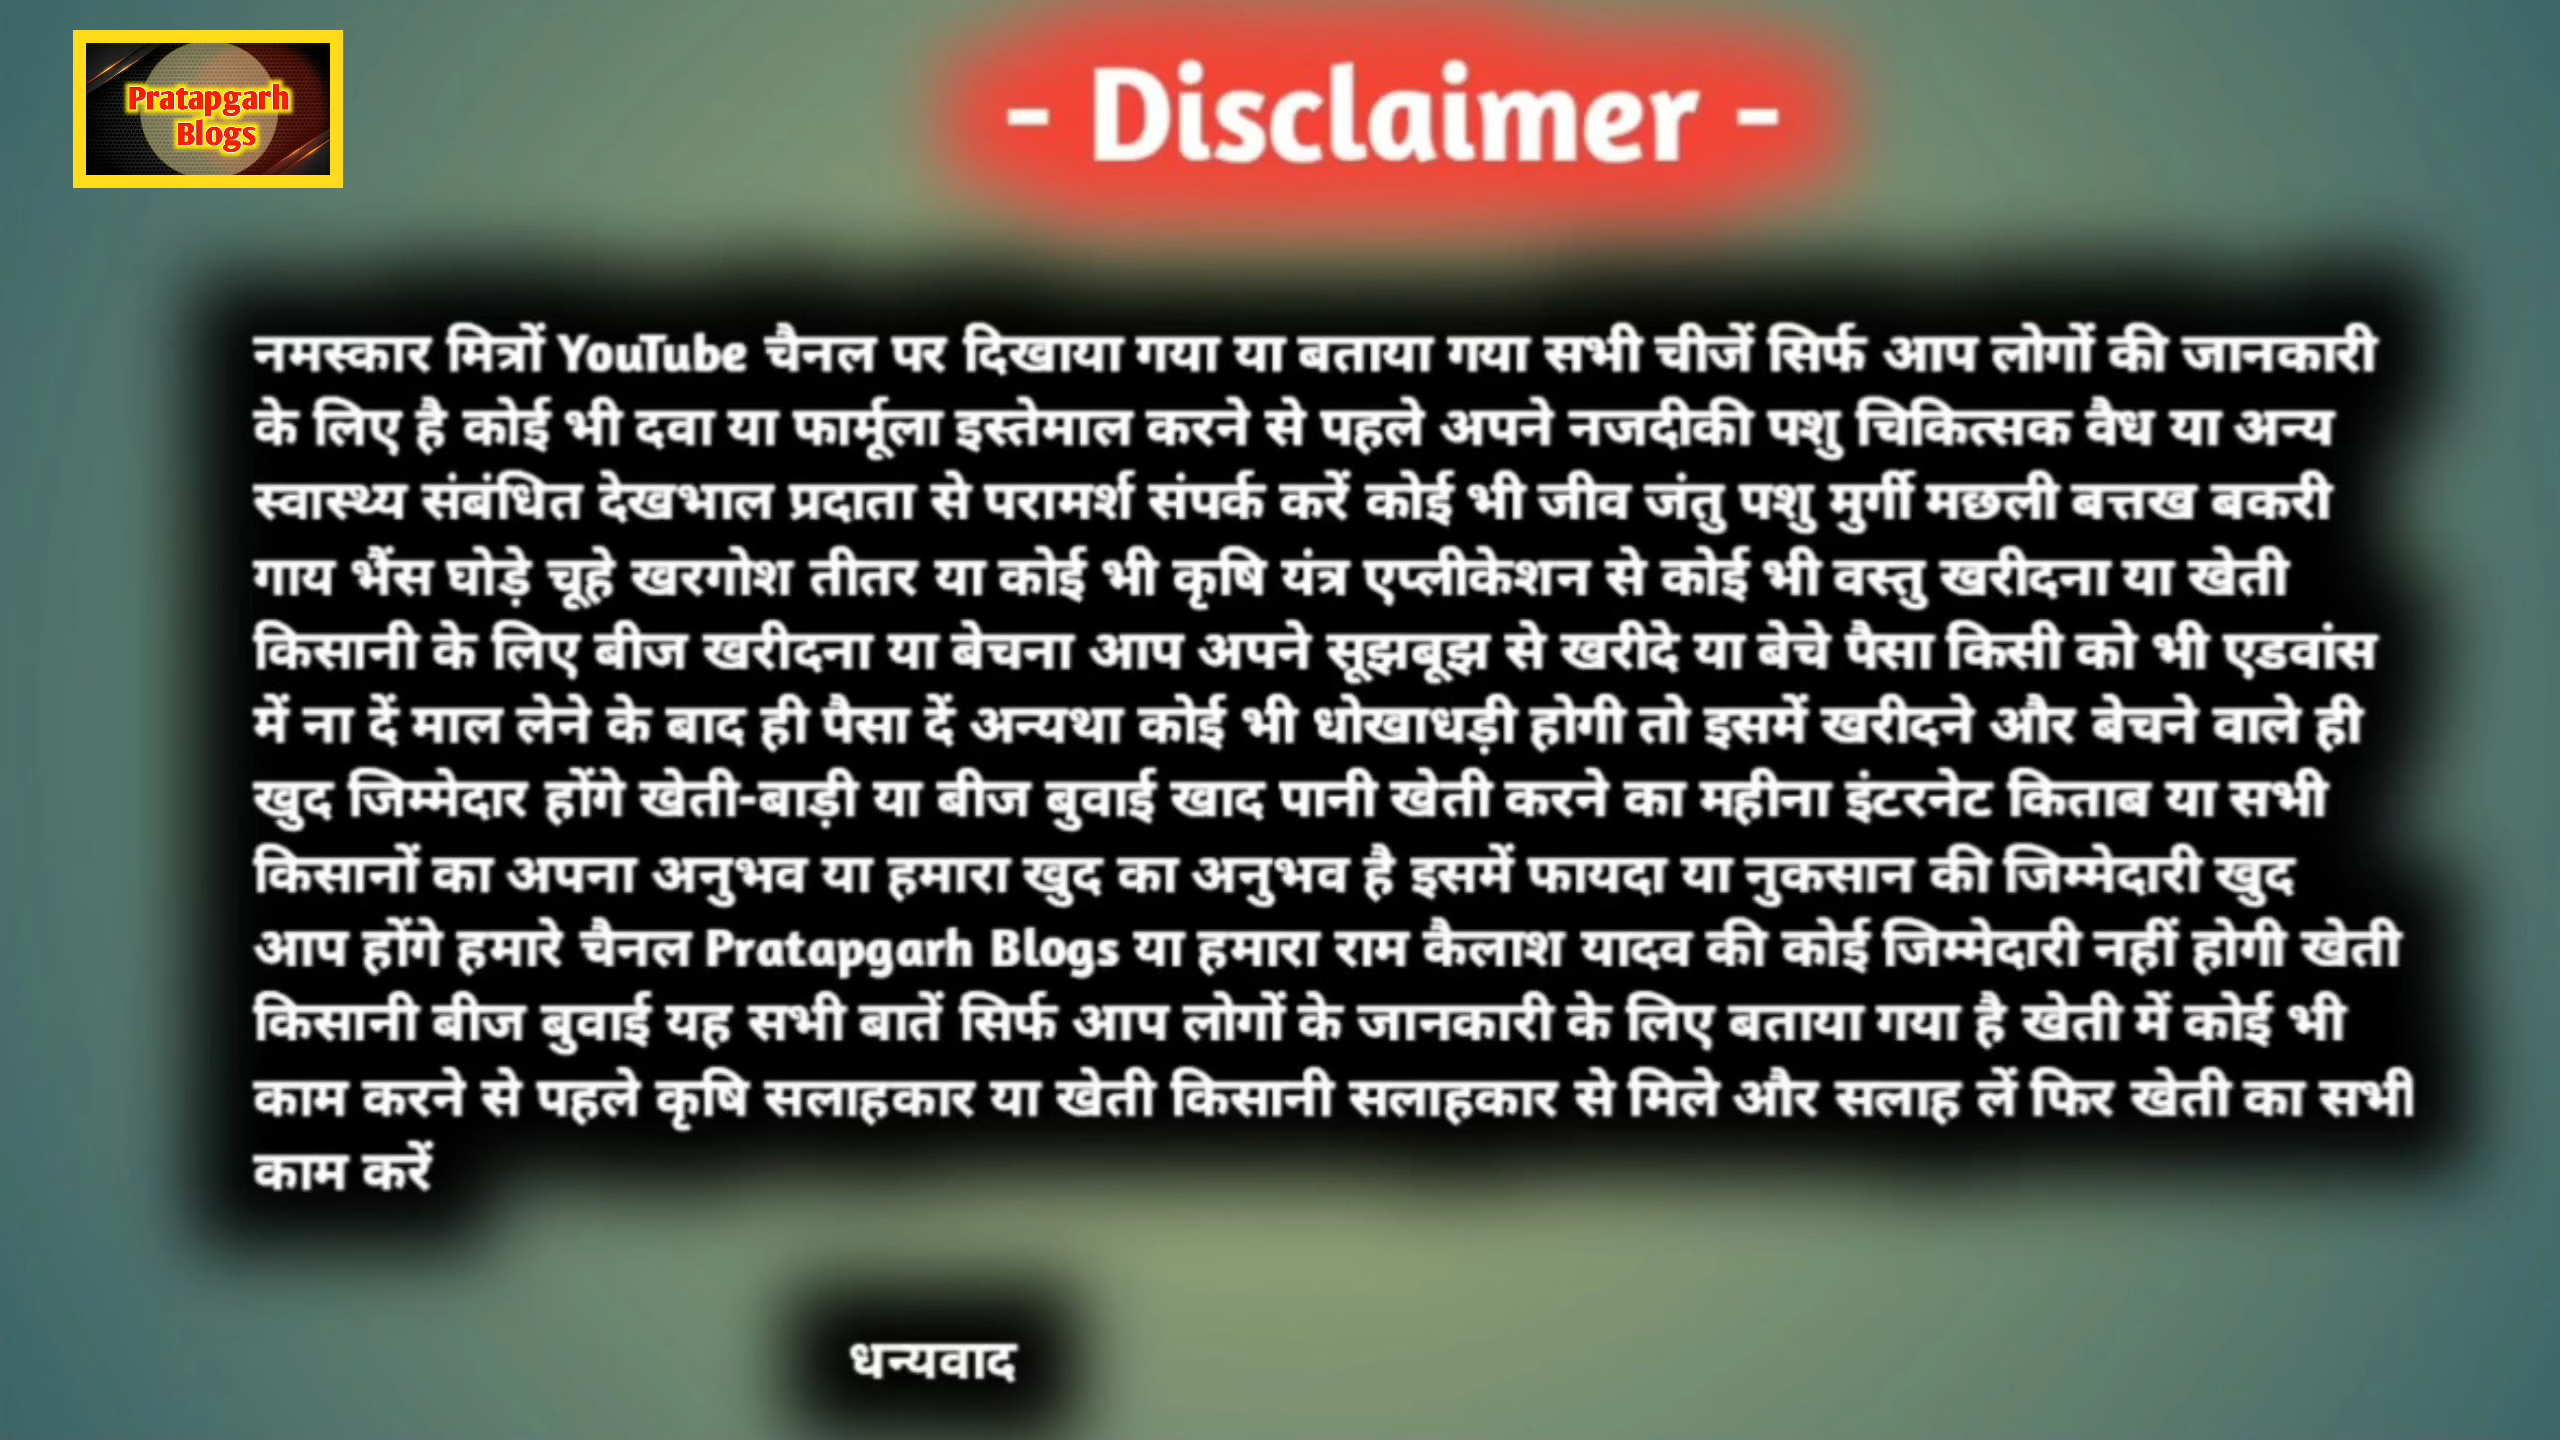 Pratapgarh
Blogs
- Disclaimer -
नमस्कार मित्रों YouTube चैनल पर दिखाया गया या बताया गया सभी चीजें सिर्फ आप लोगों की जानकारी
के लिए है कोई भी दवा या फार्मूला इस्तेमाल करने से पहले अपने नजदीकी पशु चिकित्सक वैध या अन्य
स्वास्थ्य संबंधित देखभाल प्रदाता से परामर्श संपर्क करें कोई भी जीव जंतु पशु मुर्गी मछली बत्तख बकरी
गाय भैंस घोड़े चूहे खरगोश तीतर या कोई भी कृषि यंत्र एप्लीकेशन से कोई भी वस्तु खरीदना या खेती
किसानी के लिए बीज खरीदना या बेचना आप अपने सूझबूझ से खरीदे या बेचे पैसा किसी को भी एडवांस
में ना दें माल लेने के बाद ही पैसा दें अन्यथा कोई भी धोखाधड़ी होगी तो इसमें खरीदने और बेचने वाले ही
खुद जिम्मेदार होंगे खेती-बाड़ी या बीज बुवाई खाद पानी खेती करने का महीना इंटरनेट किताब या सभी
किसानों का अपना अनुभव या हमारा खुद का अनुभव है इसमें फायदा या नुकसान की जिम्मेदारी खुद
आप होंगे हमारे चैनल Pratapgarh Blogs या हमारा राम कैलाश यादव की कोई जिम्मेदारी नहीं होगी खेती
किसानी बीज बुवाई यह सभी बातें सिर्फ आप लोगों के जानकारी के लिए बताया गया है खेती में कोई भी
काम करने से पहले कृषि सलाहकार या खेती किसानी सलाहकार से मिले और सलाह लें फिर खेती का सभी
काम करें
धन्यवाद